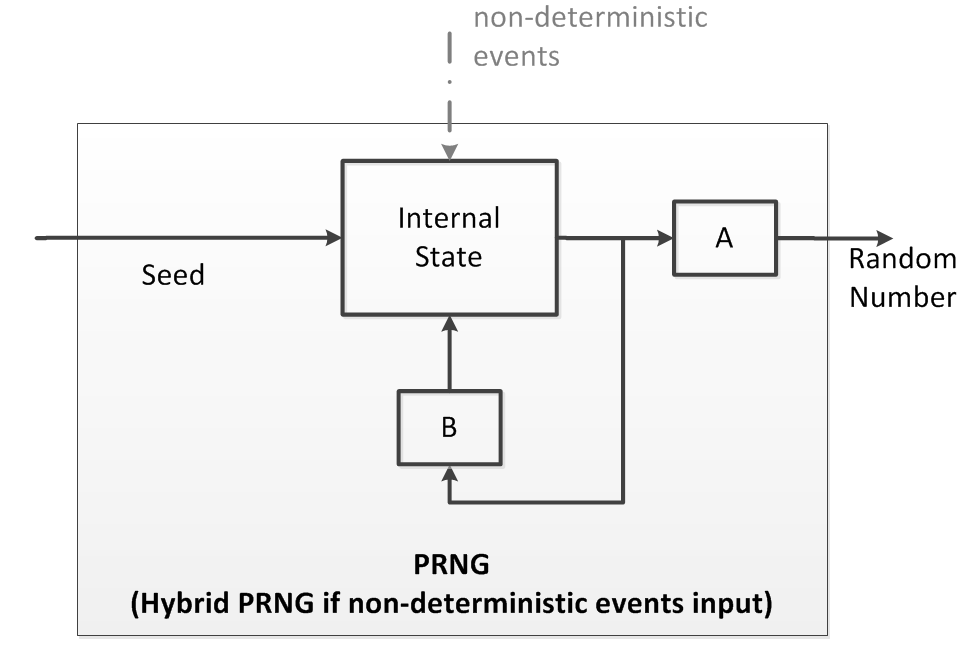 non-deterministic
events
Internal
State
A
Seed
Random
Number
B
PRNG
(Hybrid PRNG if non-deterministic events input)